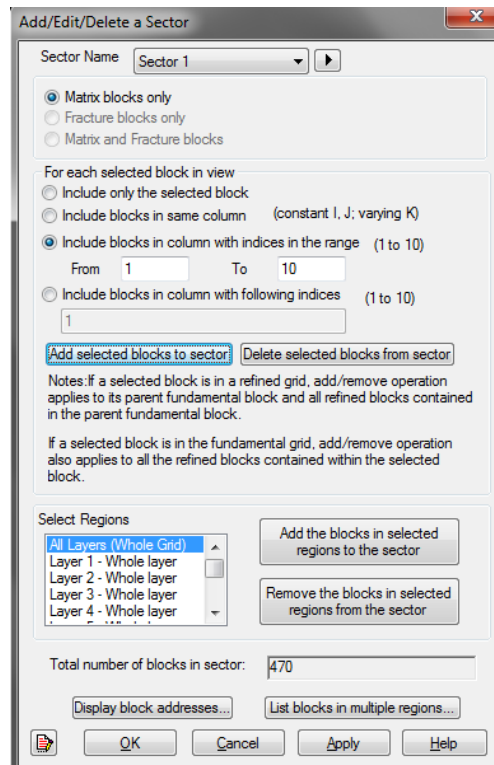 Add/Edit/Delete a Sector
Sector Name Sector 1
Matrix blocks only
Fracture blocks only
Matrix and Fracture blocks
For each selected block in view
Include only the selected block
Include blocks in same column (constant I, J; varying K)
Include blocks in column with indices in the range (1 to 10)
From 1 To 10
Include blocks in column with following indices (1 to 10)
1
Add selected blocks to sector Delete selected blocks from sector
Notes:If a selected block is in a refined grid, add/remove operation
applies to its parent fundamental block and all refined blocks contained
in the parent fundamental block.
If a selected block is in the fundamental grid, add/remove operation
also applies to all the refined blocks contained within the selected
block.
Select Regions
All Layers (Whole Grid)
Layer 1 - Whole layer
Layer 2 - Whole layer
Layer 3 - Whole layer
Layer 4 - Whole layer
Add the blocks in selected
regions to the sector
Remove the blocks in selected
regions from the sector
Total number of blocks in sector: 470
Display block addresses... List blocks in multiple regions...
OK Cancel Apply Help